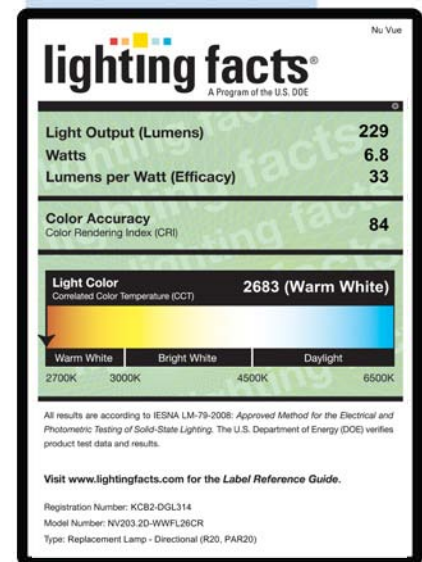 Nu Vue
lighting facts®
A Program of the U.S. DOE
Light Output (Lumens) 229
Watts 6.8
Lumens per Watt (Efficacy) 33
Color Accuracy 84
Color Rendering Index (CRI)
Light Color 2683 (Warm White)
Correlated Color Temperature (CCT)
Warm White Bright White Daylight
2700K 3000K 4500K 6500K
All results are according to IESNA LM-79-2008: Approved Method for the Electrical and
Photometric Testing of Solid-State Lighting. The U.S. Department of Energy (DOE) verifies
product test data and results.
Visit www.lightingfacts.com for the Label Reference Guide.
Registration Number: KCB2-DGL314
Model Number: NV203.2D-WWFL26CR
Type: Replacement Lamp - Directional (R20, PAR20)